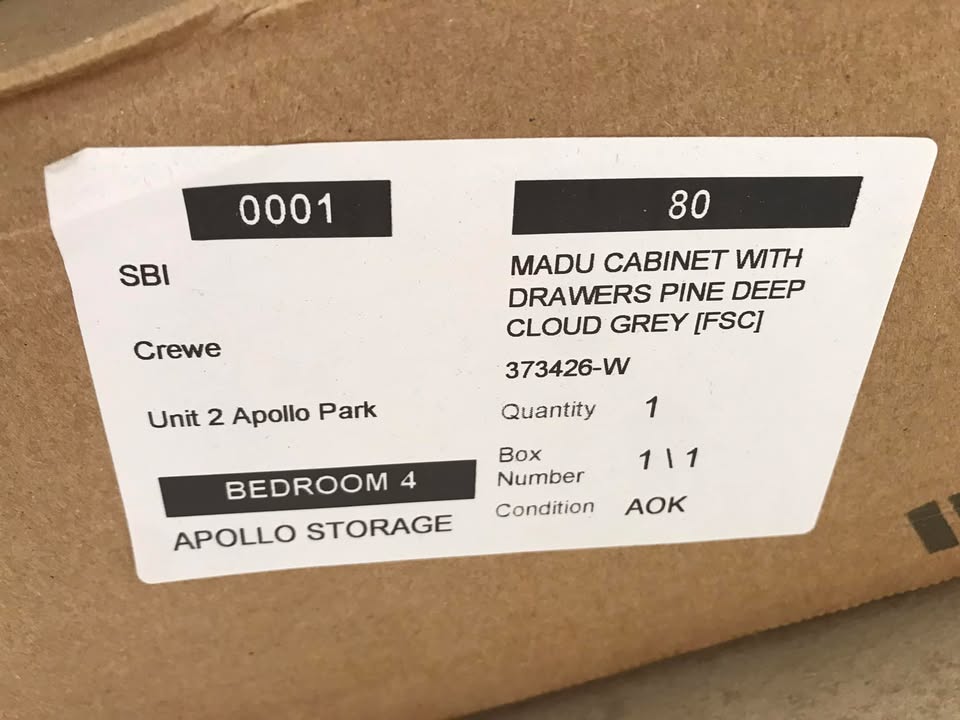 0001
SBI
Crewe
Unit 2 Apollo Park
BEDROOM 4
APOLLO STORAGE
80
MADU CABINET WITH
DRAWERS PINE DEEP
CLOUD GREY [FSC]
373426-W
Quantity 1
Box
Number 1 \ 1
Condition AOK